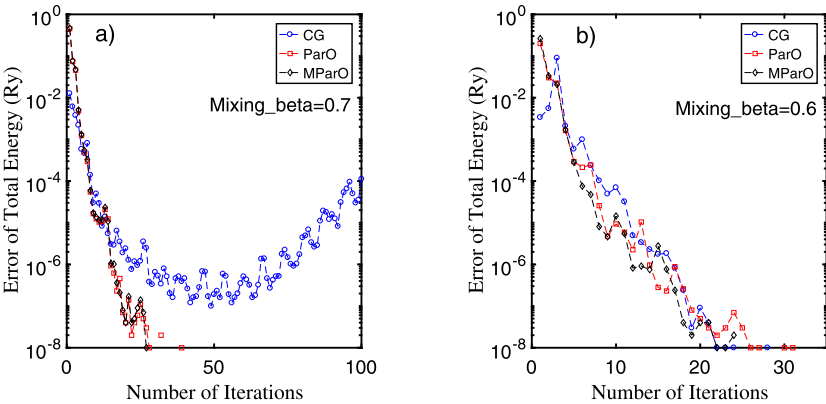 a)
CG
ParO
MParO
Mixing_beta=0.7
10^0
10^-2
10^-4
10^-6
10^-8
Error of Total Energy (Ry)
0 50 100
Number of Iterations
b)
CG
ParO
MParO
Mixing_beta=0.6
10^0
10^-2
10^-4
10^-6
10^-8
Error of Total Energy (Ry)
0 10 20 30
Number of Iterations